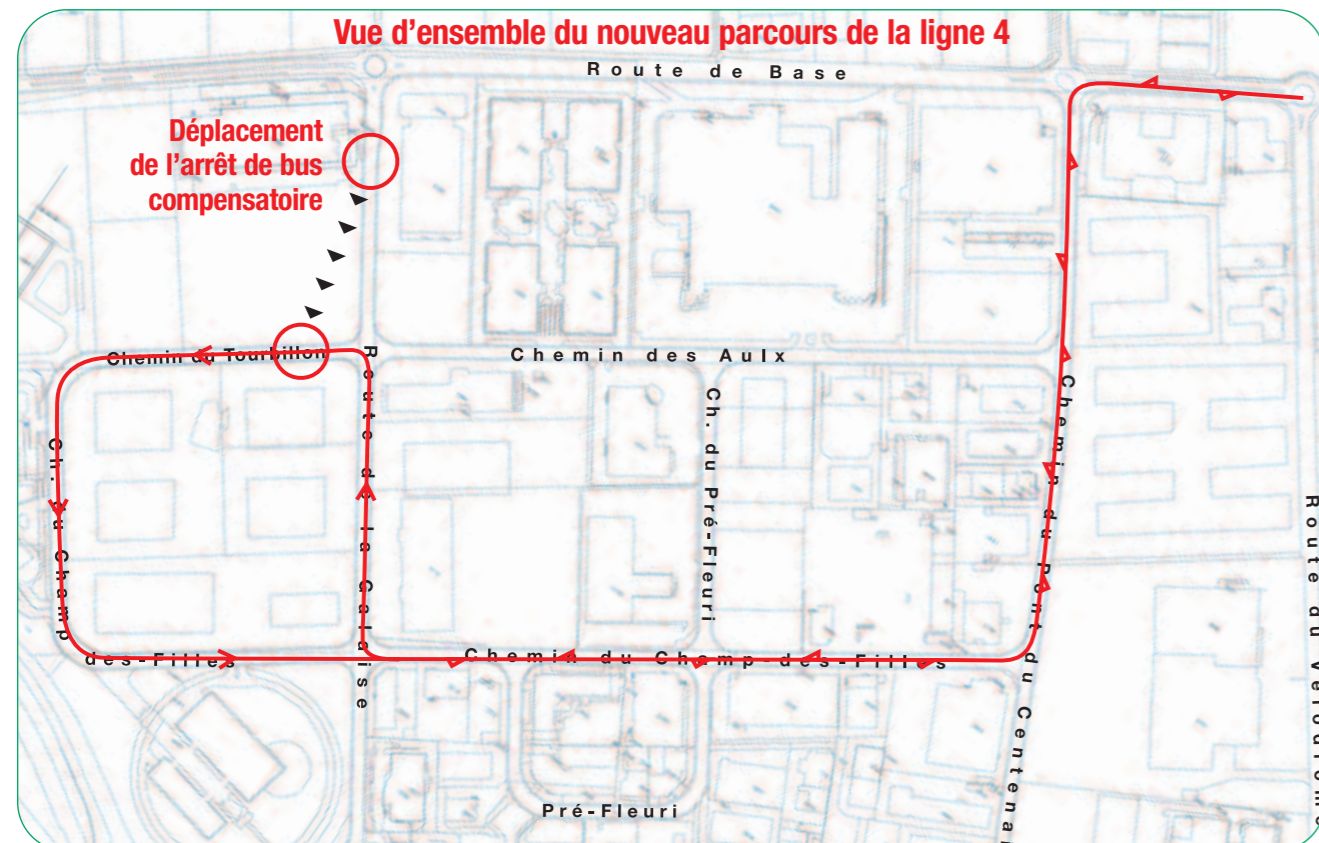 Vue d'ensemble du nouveau parcours de la ligne 4
Route de Base
Déplacement
de l'arrêt de bus
compensatoire
Chemin du Tourbillon
Chemin des Aulx
Route de la Galaise
Ch. du Pré-Fleuri
Chemin du Pont du Centenai
Ch. du Champ
des-Filles
Chemin du Champ-des-Filles
Route du Vélodrome
Pré-Fleuri